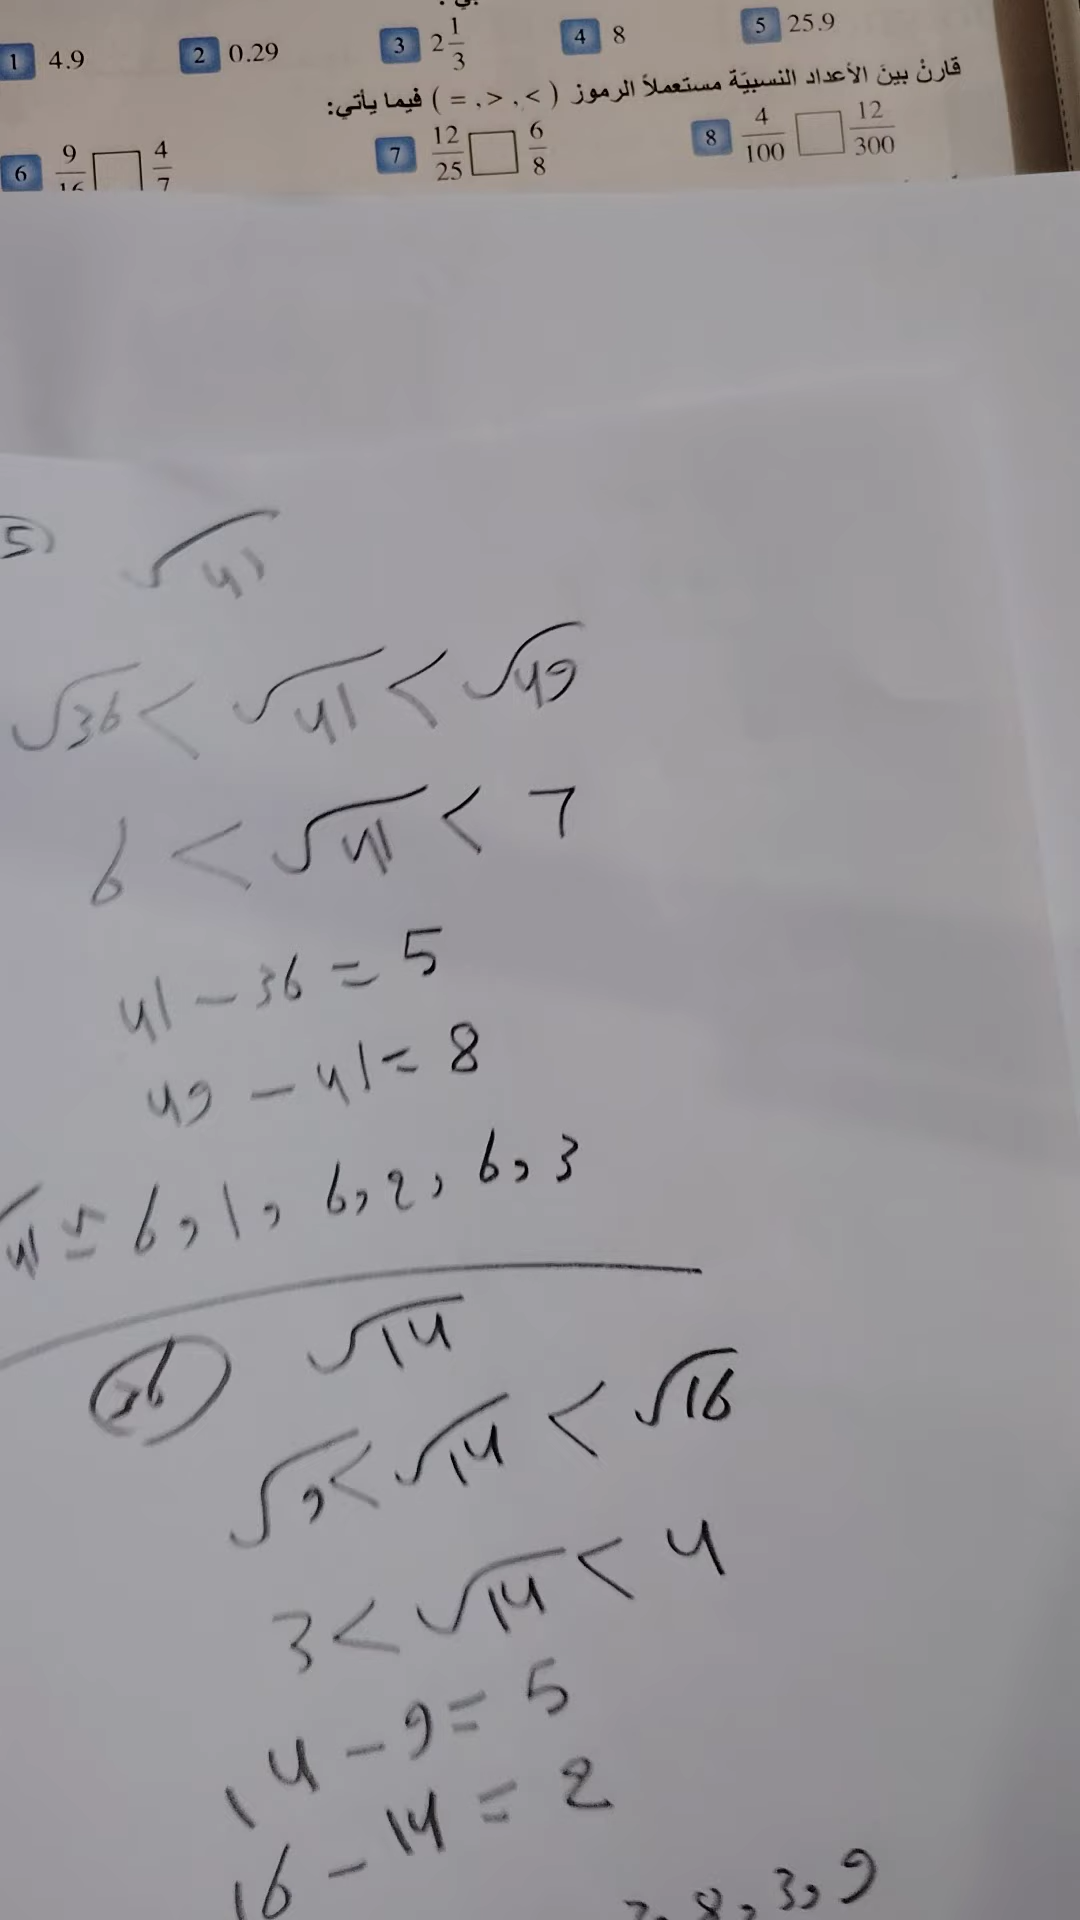 1 4.9 2 0.29 3 2 1/3 4 8 5 25.9
قارنْ بينَ الأعداد النسبيّة مستعملاً الرموز ( > ، < ، = ) فيما يأتي:
6 9/16 □ 4/7 7 12/25 □ 6/8 8 4/100 □ 12/300
5) √41
√36 < √41 < √49
6 < √41 < 7
41 - 36 = 5
49 - 41 = 8
√41 ≃ 6,1, 6,2, 6,3
√14
√9 < √14 < √16
3 < √14 < 4
14 - 9 = 5
16 - 14 = 2
8, 3,9